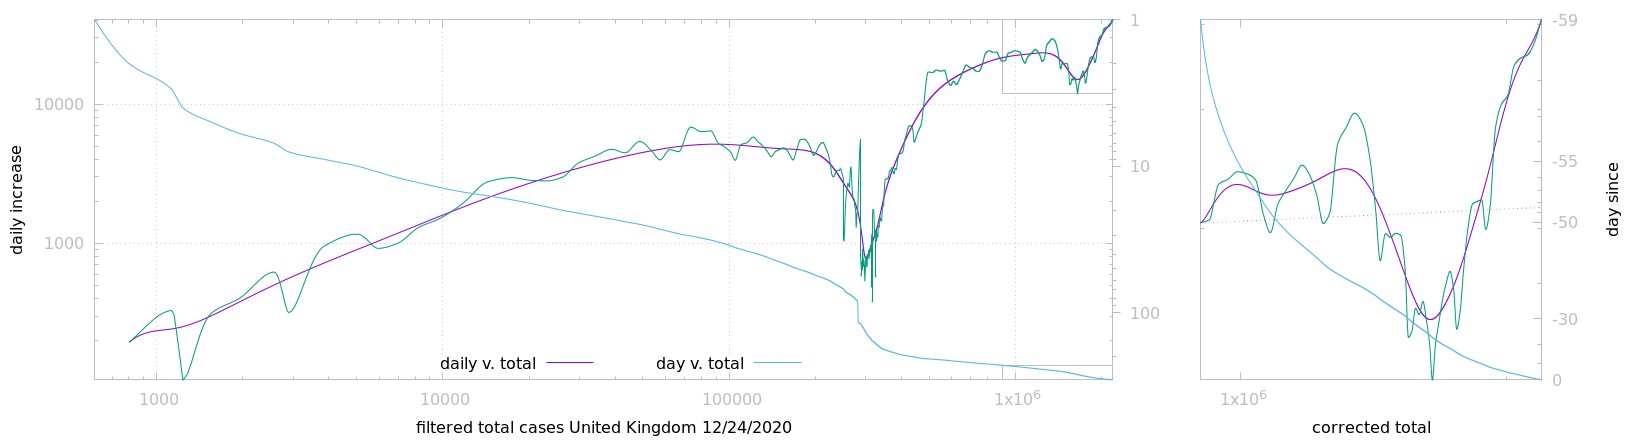 daily increase
10000
1000
1000
10000
100000
1x10⁶
1
10
100
daily v. total
day v. total
filtered total cases United Kingdom 12/24/2020
-59
-55
-50
-30
0
1x10⁶
day since
corrected total